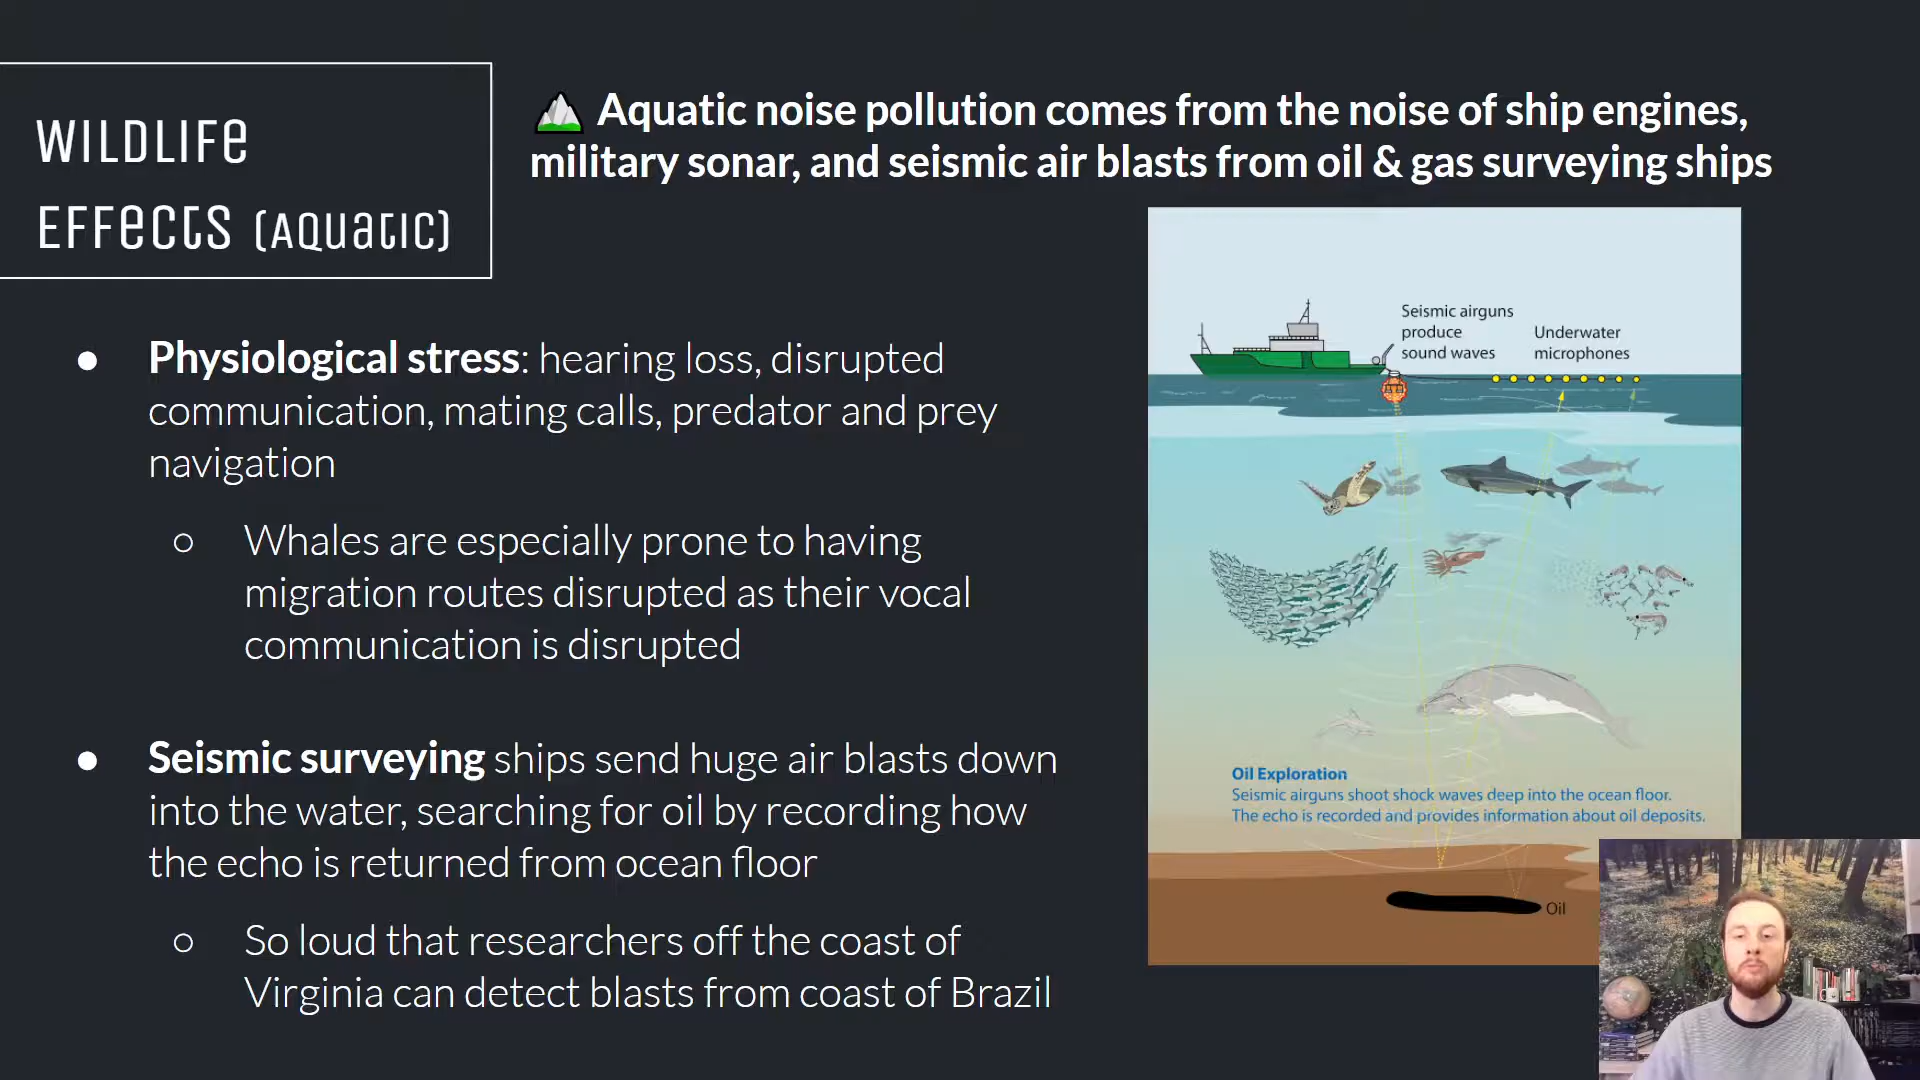 WILDLIFE
EFFECTS (AQUATIC)
Aquatic noise pollution comes from the noise of ship engines,
military sonar, and seismic air blasts from oil & gas surveying ships
● Physiological stress: hearing loss, disrupted
communication, mating calls, predator and prey
navigation
○ Whales are especially prone to having
migration routes disrupted as their vocal
communication is disrupted
● Seismic surveying ships send huge air blasts down
into the water, searching for oil by recording how
the echo is returned from ocean floor
○ So loud that researchers off the coast of
Virginia can detect blasts from coast of Brazil
Seismic airguns
produce
sound waves
Underwater
microphones
Oil Exploration
Seismic airguns shoot shock waves deep into the ocean floor.
The echo is recorded and provides information about oil deposits.
Oil